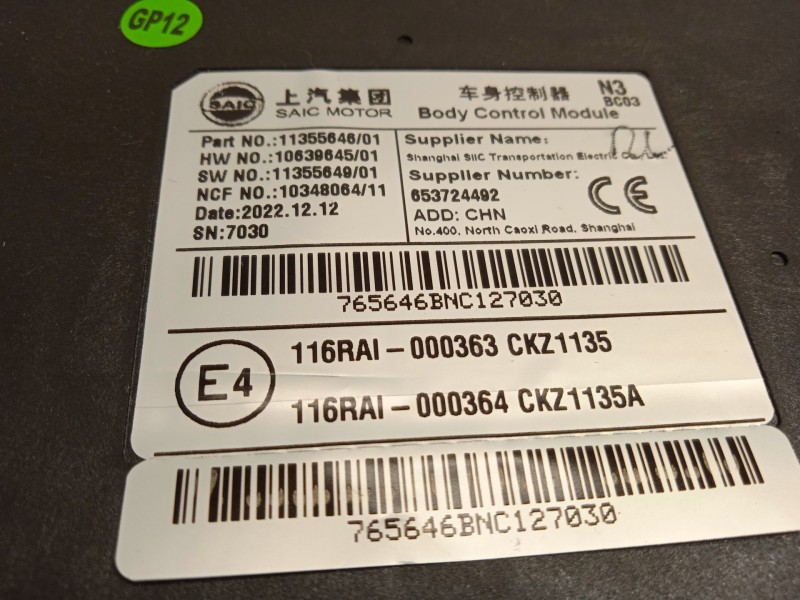 GP12
SAIC 上汽集团
SAIC MOTOR
车身控制器
Body Control Module
N3
BC03
Part NO.:11355646/01
HW NO.:10639645/01
SW NO.:11355649/01
NCF NO.:10348064/11
Date:2022.12.12
SN:7030
Supplier Name:
Shanghai SIIC Transportation Electric
Supplier Number:
653724492
ADD: CHN
No.400, North Caoxi Road, Shanghai
CE
765646BNC127030
E4
116RAI-000363 CKZ1135
116RAI-000364 CKZ1135A
765646BNC127030